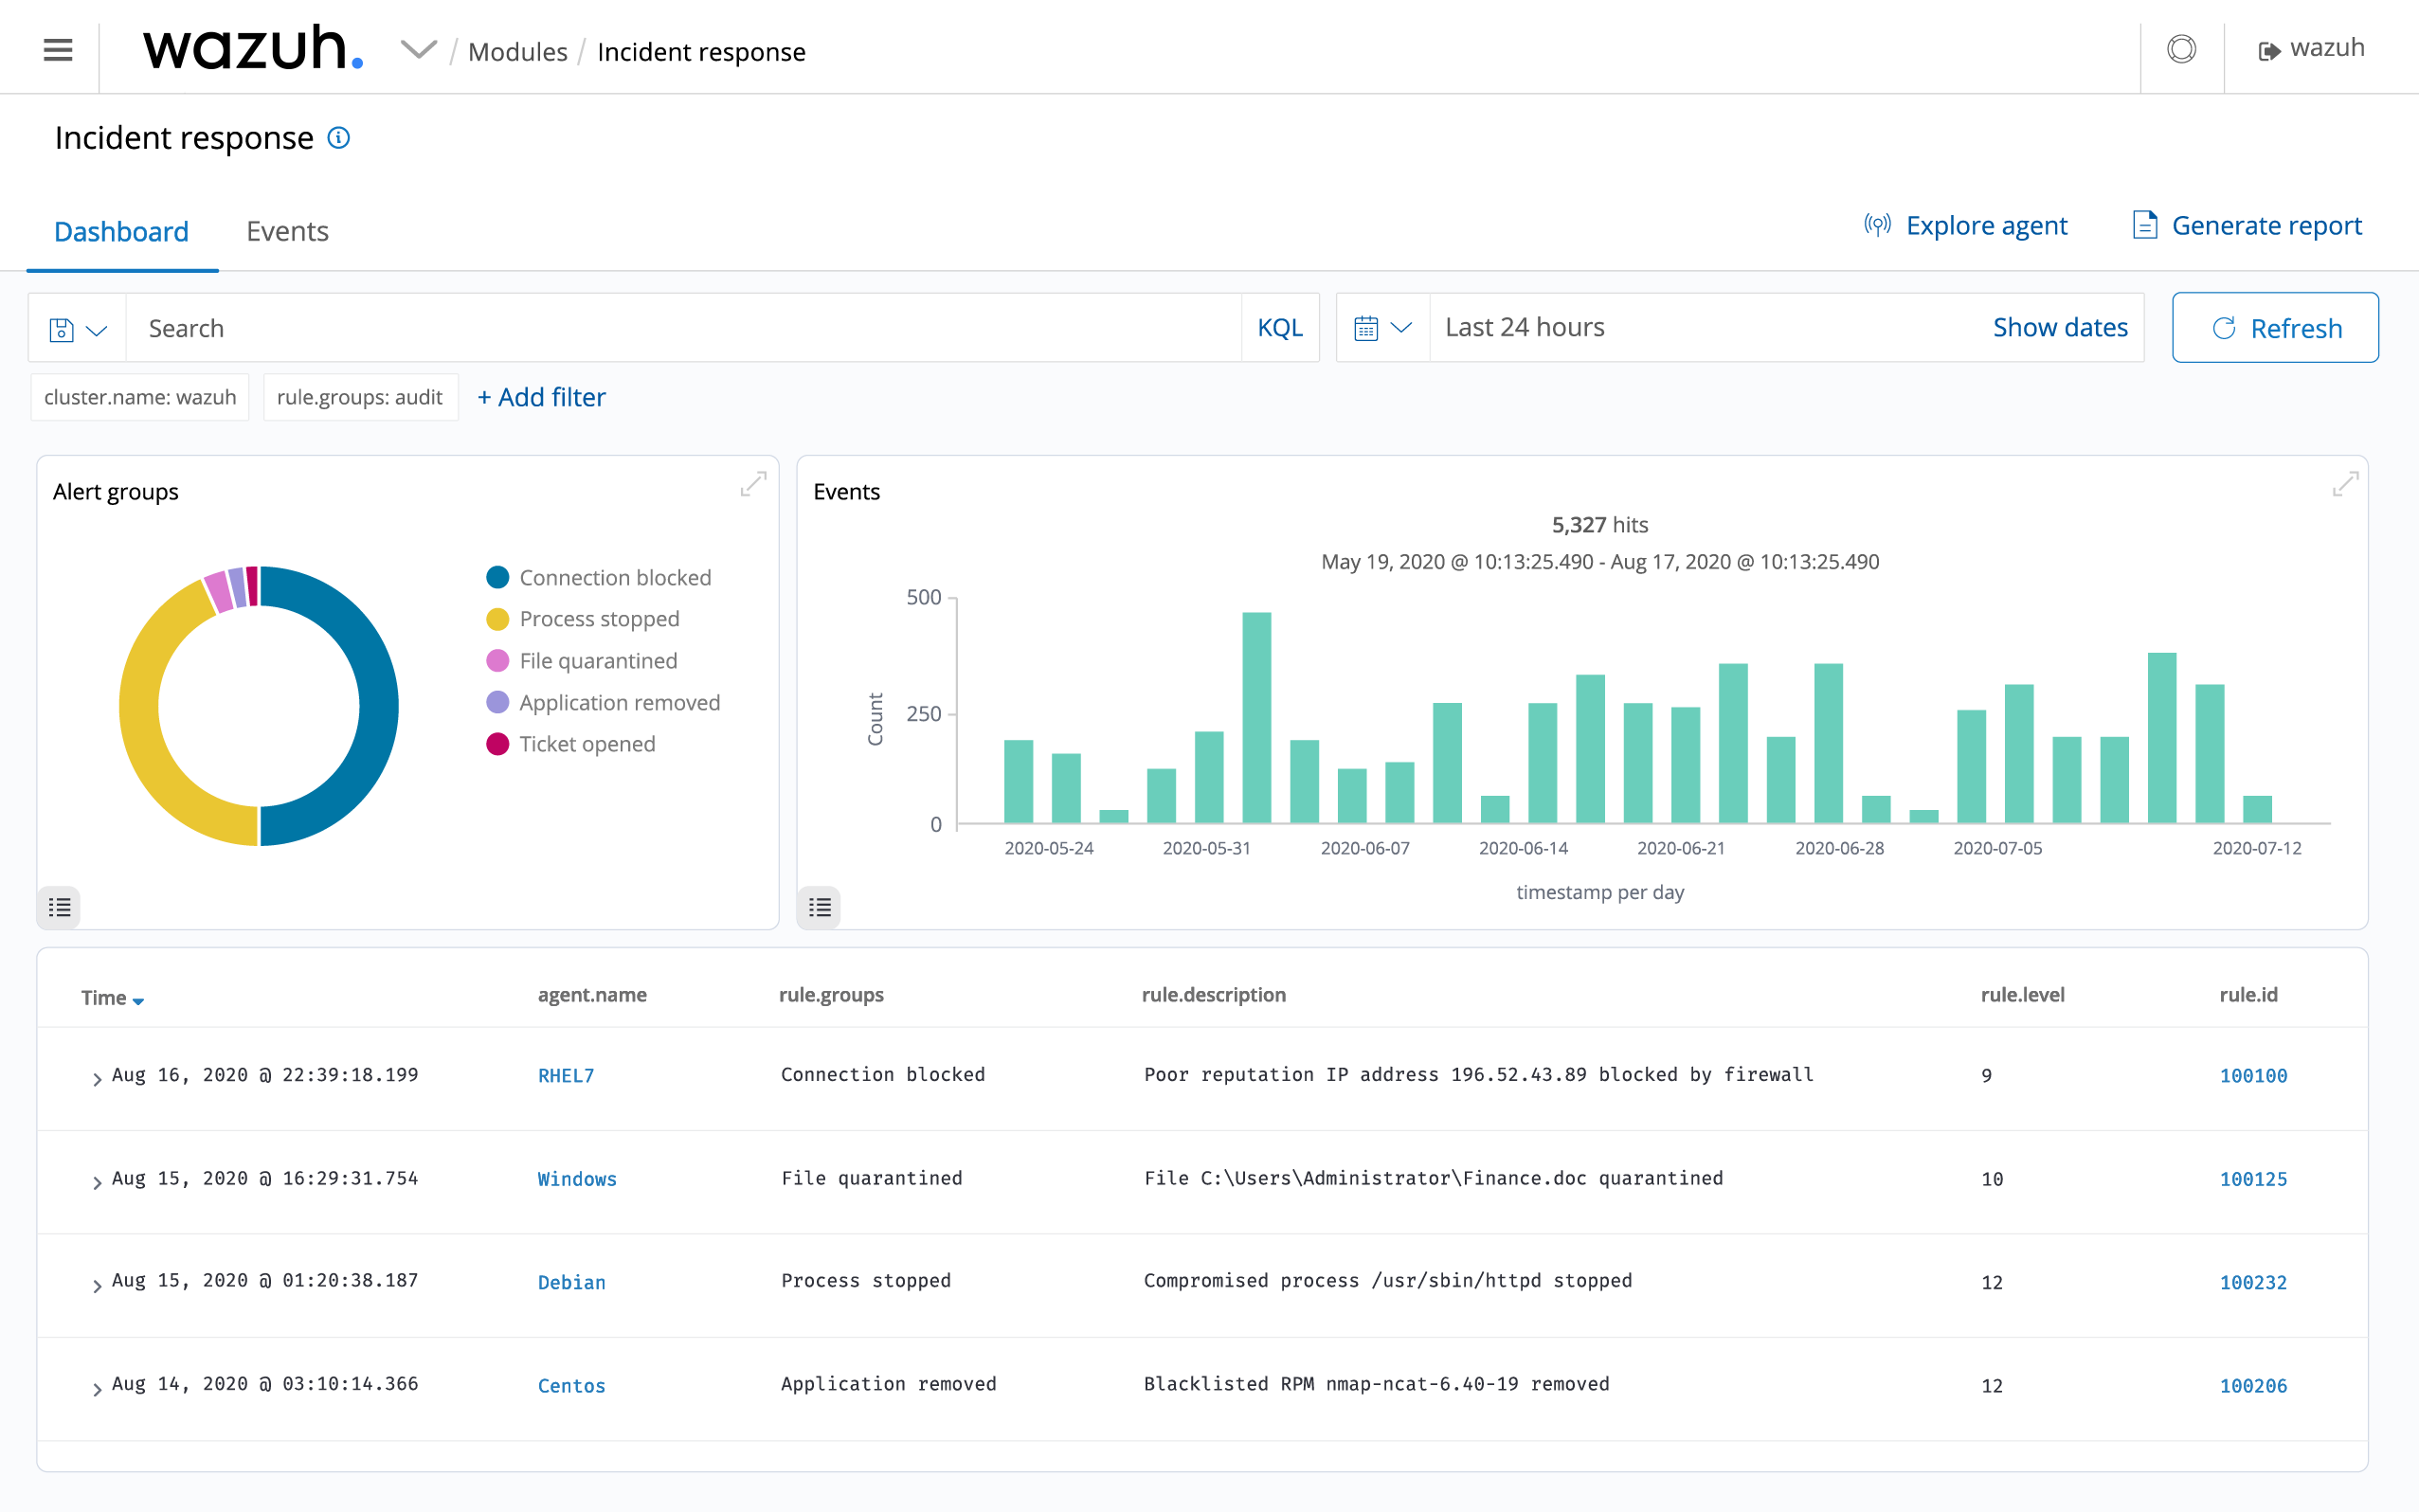 wazuh. / Modules / Incident response wazuh
Incident response
Dashboard Events Explore agent Generate report
Search KQL Last 24 hours Show dates Refresh
cluster.name: wazuh rule.groups: audit + Add filter
Alert groups
Connection blocked
Process stopped
File quarantined
Application removed
Ticket opened
Events
5,327 hits
May 19, 2020 @ 10:13:25.490 - Aug 17, 2020 @ 10:13:25.490
500
250
0
Count
2020-05-24 2020-05-31 2020-06-07 2020-06-14 2020-06-21 2020-06-28 2020-07-05 2020-07-12
timestamp per day
Time agent.name rule.groups rule.description rule.level rule.id
Aug 16, 2020 @ 22:39:18.199 RHEL7 Connection blocked Poor reputation IP address 196.52.43.89 blocked by firewall 9 100100
Aug 15, 2020 @ 16:29:31.754 Windows File quarantined File C:\Users\Administrator\Finance.doc quarantined 10 100125
Aug 15, 2020 @ 01:20:38.187 Debian Process stopped Compromised process /usr/sbin/httpd stopped 12 100232
Aug 14, 2020 @ 03:10:14.366 Centos Application removed Blacklisted RPM nmap-ncat-6.40-19 removed 12 100206